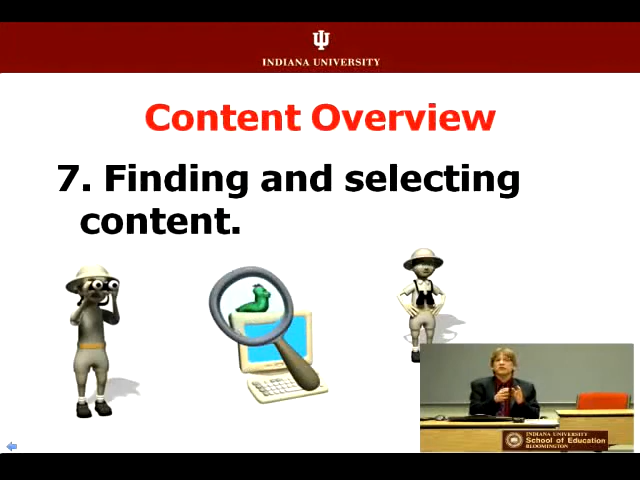 INDIANA UNIVERSITY
Content Overview
7. Finding and selecting
content.
INDIANA UNIVERSITY
School of Education
BLOOMINGTON